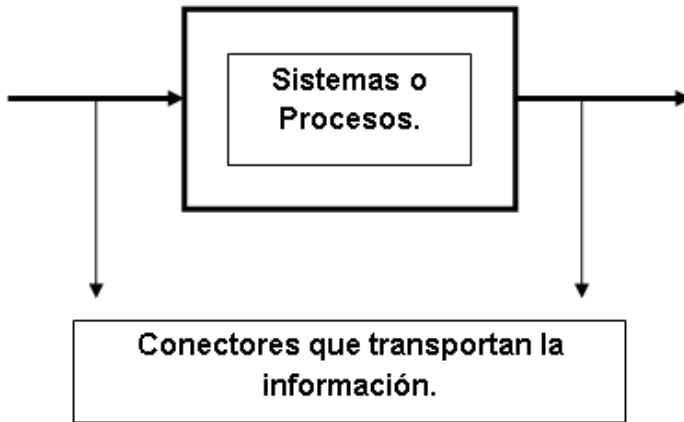 Sistemas o
Procesos.
Conectores que transportan la
información.